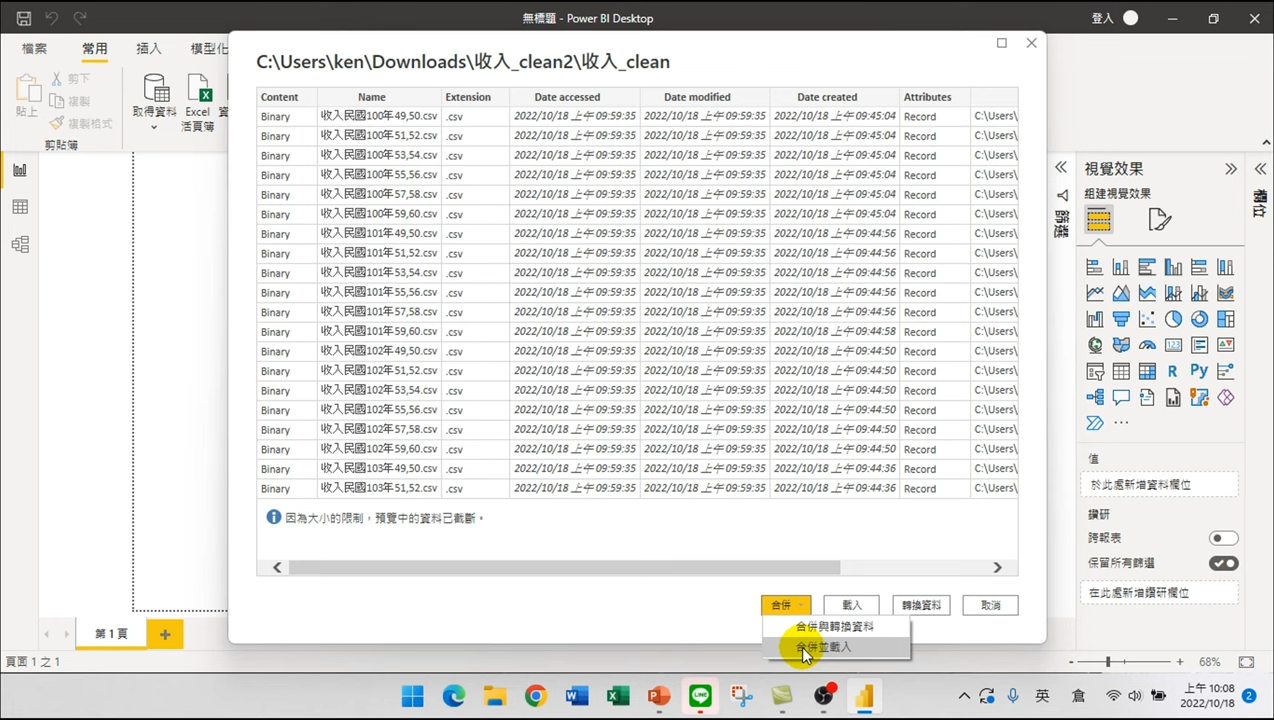 無標題 - Power BI Desktop
登入
檔案 常用 插入 模型化
貼上
剪下
複製
複製格式
剪貼簿
取得資料
Excel 活頁簿
C:\Users\ken\Downloads\收入_clean2\收入_clean
Content Name Extension Date accessed Date modified Date created Attributes
Binary 收入民國100年49,50.csv .csv 2022/10/18 上午 09:59:35 2022/10/18 上午 09:59:35 2022/10/18 上午 09:45:04 Record C:\Users\
Binary 收入民國100年51,52.csv .csv 2022/10/18 上午 09:59:35 2022/10/18 上午 09:59:35 2022/10/18 上午 09:45:04 Record C:\Users\
Binary 收入民國100年53,54.csv .csv 2022/10/18 上午 09:59:35 2022/10/18 上午 09:59:35 2022/10/18 上午 09:45:04 Record C:\Users\
Binary 收入民國100年55,56.csv .csv 2022/10/18 上午 09:59:35 2022/10/18 上午 09:59:35 2022/10/18 上午 09:45:04 Record C:\Users\
Binary 收入民國100年57,58.csv .csv 2022/10/18 上午 09:59:35 2022/10/18 上午 09:59:35 2022/10/18 上午 09:45:04 Record C:\Users\
Binary 收入民國100年59,60.csv .csv 2022/10/18 上午 09:59:35 2022/10/18 上午 09:59:35 2022/10/18 上午 09:45:04 Record C:\Users\
Binary 收入民國101年49,50.csv .csv 2022/10/18 上午 09:59:35 2022/10/18 上午 09:59:35 2022/10/18 上午 09:44:56 Record C:\Users\
Binary 收入民國101年51,52.csv .csv 2022/10/18 上午 09:59:35 2022/10/18 上午 09:59:35 2022/10/18 上午 09:44:56 Record C:\Users\
Binary 收入民國101年53,54.csv .csv 2022/10/18 上午 09:59:35 2022/10/18 上午 09:59:35 2022/10/18 上午 09:44:56 Record C:\Users\
Binary 收入民國101年55,56.csv .csv 2022/10/18 上午 09:59:35 2022/10/18 上午 09:59:35 2022/10/18 上午 09:44:56 Record C:\Users\
Binary 收入民國101年57,58.csv .csv 2022/10/18 上午 09:59:35 2022/10/18 上午 09:59:35 2022/10/18 上午 09:44:56 Record C:\Users\
Binary 收入民國101年59,60.csv .csv 2022/10/18 上午 09:59:35 2022/10/18 上午 09:59:35 2022/10/18 上午 09:44:58 Record C:\Users\
Binary 收入民國102年49,50.csv .csv 2022/10/18 上午 09:59:35 2022/10/18 上午 09:59:35 2022/10/18 上午 09:44:50 Record C:\Users\
Binary 收入民國102年51,52.csv .csv 2022/10/18 上午 09:59:35 2022/10/18 上午 09:59:35 2022/10/18 上午 09:44:50 Record C:\Users\
Binary 收入民國102年53,54.csv .csv 2022/10/18 上午 09:59:35 2022/10/18 上午 09:59:35 2022/10/18 上午 09:44:50 Record C:\Users\
Binary 收入民國102年55,56.csv .csv 2022/10/18 上午 09:59:35 2022/10/18 上午 09:59:35 2022/10/18 上午 09:44:50 Record C:\Users\
Binary 收入民國102年57,58.csv .csv 2022/10/18 上午 09:59:35 2022/10/18 上午 09:59:35 2022/10/18 上午 09:44:50 Record C:\Users\
Binary 收入民國102年59,60.csv .csv 2022/10/18 上午 09:59:35 2022/10/18 上午 09:59:35 2022/10/18 上午 09:44:50 Record C:\Users\
Binary 收入民國103年49,50.csv .csv 2022/10/18 上午 09:59:35 2022/10/18 上午 09:59:35 2022/10/18 上午 09:44:36 Record C:\Users\
Binary 收入民國103年51,52.csv .csv 2022/10/18 上午 09:59:35 2022/10/18 上午 09:59:35 2022/10/18 上午 09:44:36 Record C:\Users\
因為大小的限制，預覽中的資料已截斷。
合併 載入 轉換資料 取消
合併與轉換資料
合併並載入
篩選
視覺效果
組建視覺效果
欄位
123
R Py
值
於此處新增資料欄位
鑽研
跨報表
保留所有篩選
在此處新增鑽研欄位
第 1 頁
頁面 1 之 1
68%
英
倉
上午 10:08
2022/10/18
2